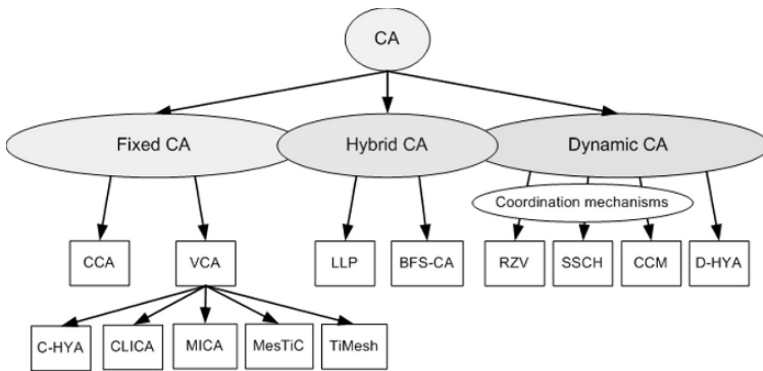 CA
Fixed CA
Hybrid CA
Dynamic CA
Coordination mechanisms
CCA
VCA
LLP
BFS-CA
RZV
SSCH
CCM
D-HYA
C-HYA
CLICA
MICA
MesTiC
TiMesh